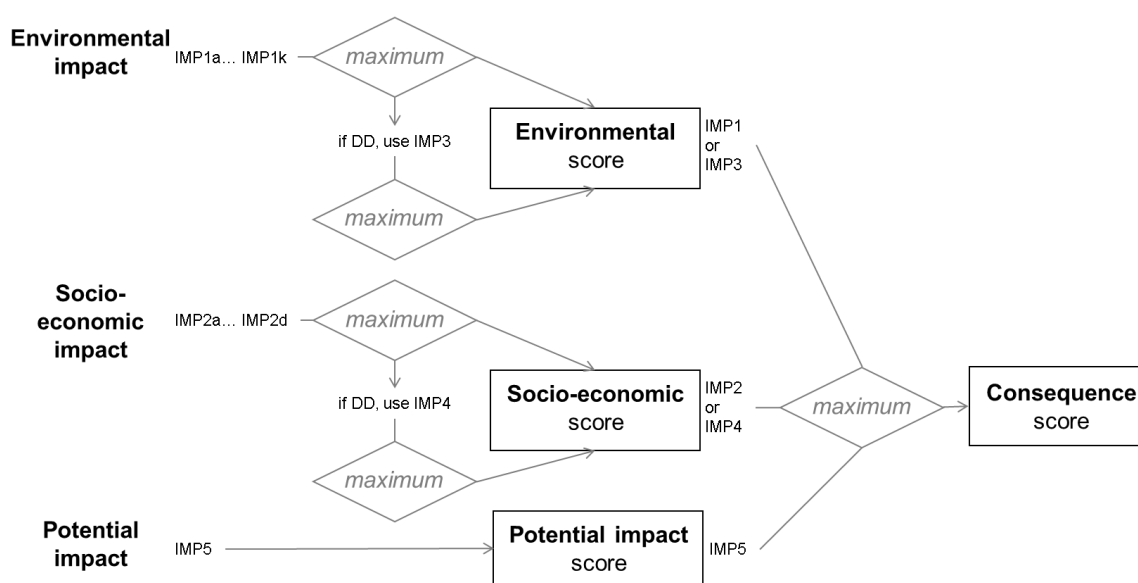 Environmental
impact
IMP1a... IMP1k
maximum
if DD, use IMP3
maximum
Environmental
score
IMP1
or
IMP3
Socio-
economic
impact
IMP2a... IMP2d
maximum
if DD, use IMP4
maximum
Socio-economic
score
IMP2
or
IMP4
maximum
Consequence
score
Potential
impact
IMP5
Potential impact
score
IMP5